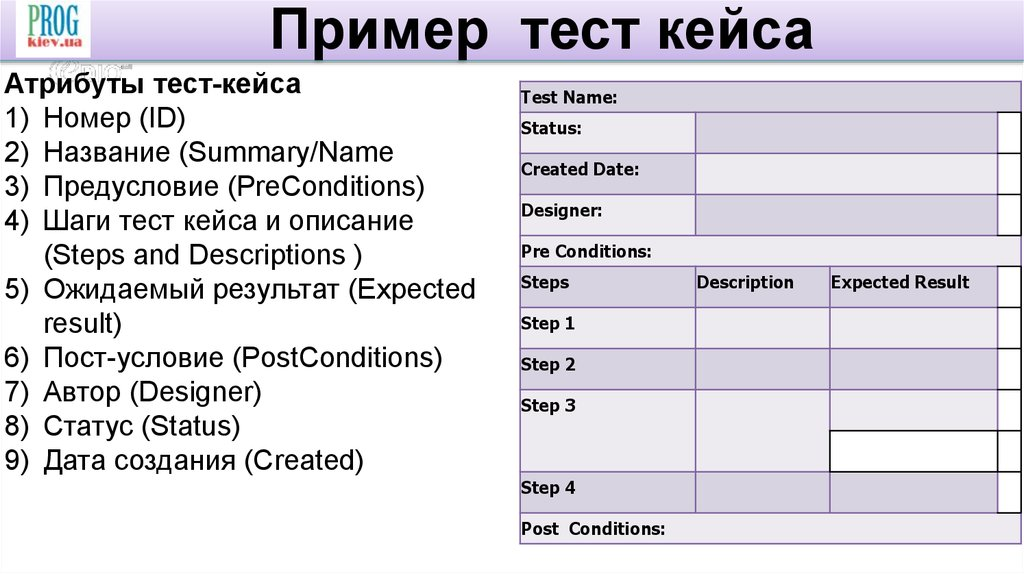 PROG
kiev.ua
Пример тест кейса
Атрибуты тест-кейса
1) Номер (ID)
2) Название (Summary/Name
3) Предусловие (PreConditions)
4) Шаги тест кейса и описание
(Steps and Descriptions )
5) Ожидаемый результат (Expected
result)
6) Пост-условие (PostConditions)
7) Автор (Designer)
8) Статус (Status)
9) Дата создания (Created)
Test Name:
Status:
Created Date:
Designer:
Pre Conditions:
Steps Description Expected Result
Step 1
Step 2
Step 3
Step 4
Post Conditions: